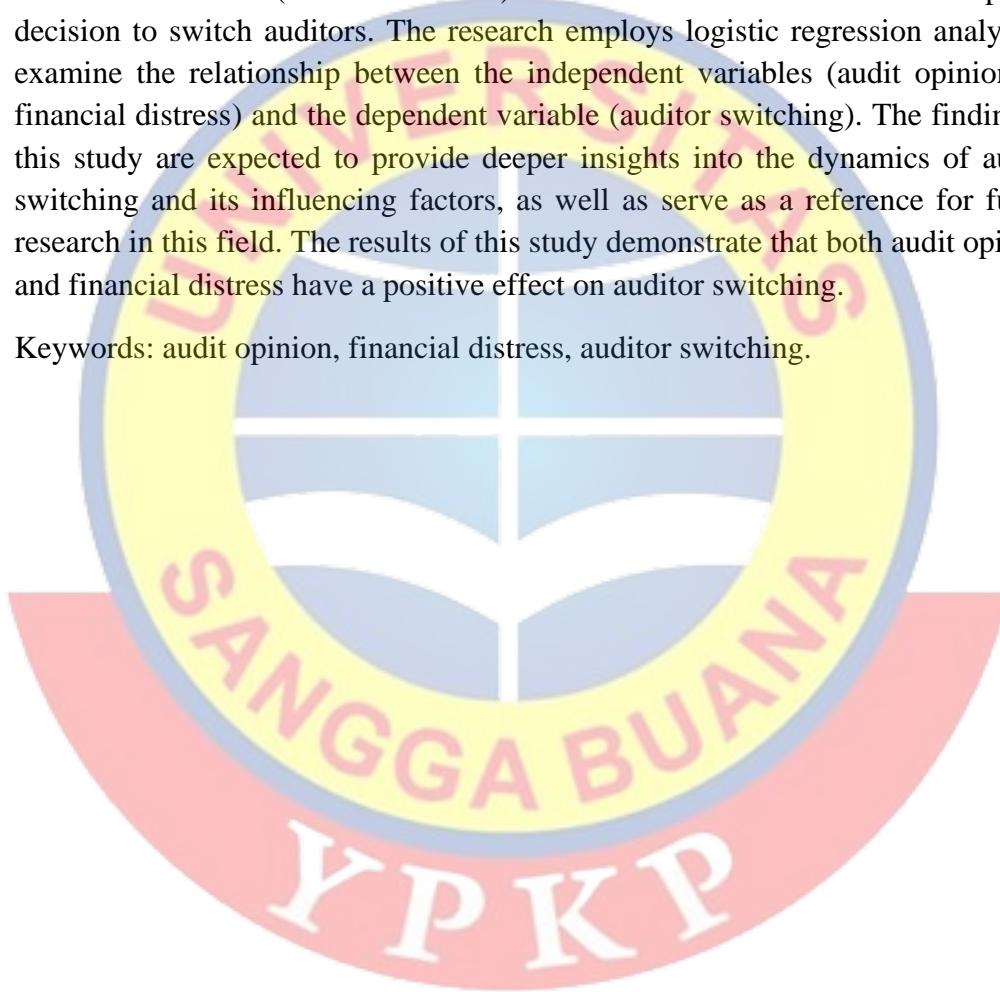 decision to switch auditors. The research employs logistic regression analy
examine the relationship between the independent variables (audit opinion
financial distress) and the dependent variable (auditor switching). The findin
this study are expected to provide deeper insights into the dynamics of au
switching and its influencing factors, as well as serve as a reference for fu
research in this field. The results of this study demonstrate that both audit opi
and financial distress have a positive effect on auditor switching.
Keywords: audit opinion, financial distress, auditor switching.
UNIVERSITAS
SANGGA BUANA
YPKP